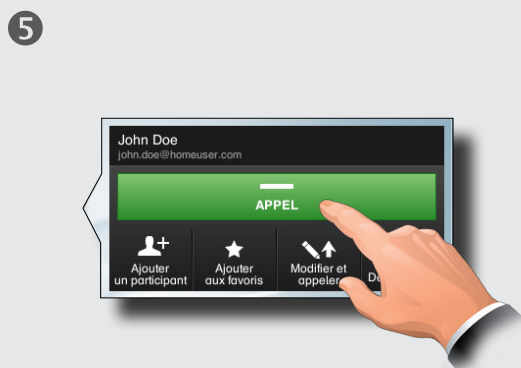 5
John Doe
john.doe@homeuser.com
APPEL
Ajouter
un participant
Ajouter
aux favoris
Modifier et
appeler